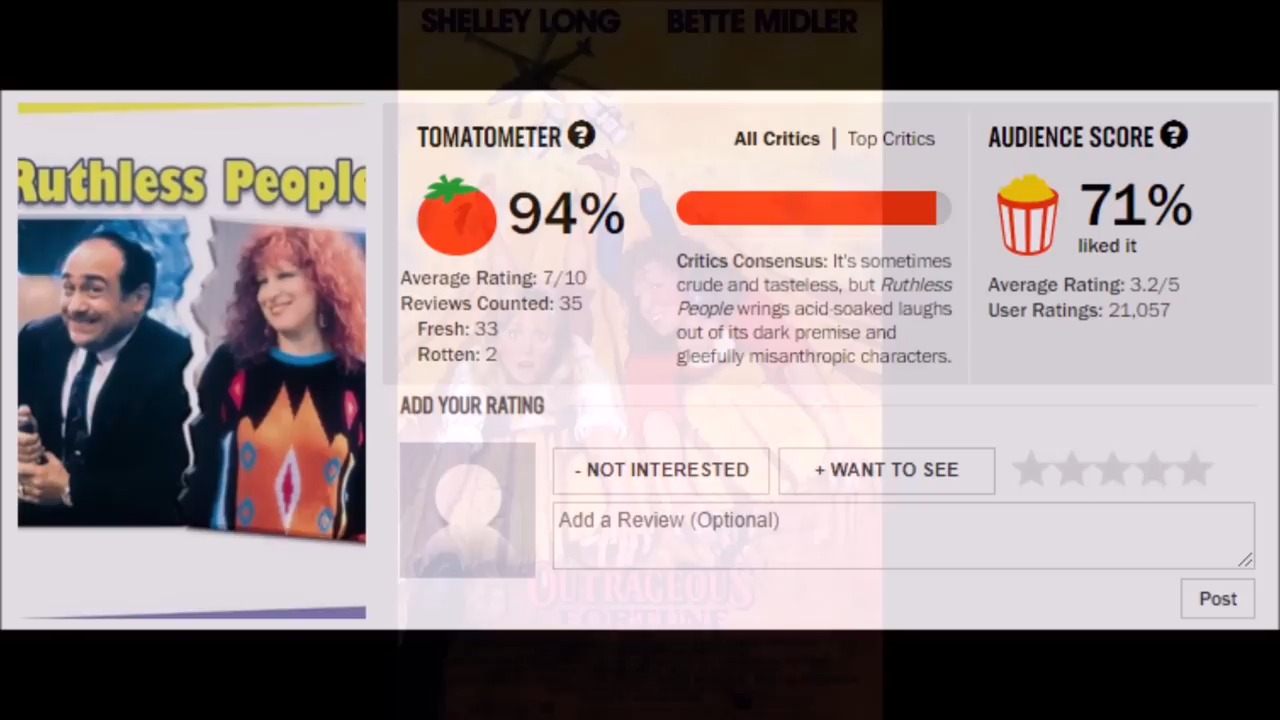 SHELLEY LONG BETTE MIDLER
Ruthless People
TOMATOMETER ?
All Critics | Top Critics
94%
Average Rating: 7/10
Reviews Counted: 35
Fresh: 33
Rotten: 2
Critics Consensus: It's sometimes
crude and tasteless, but Ruthless
People wrings acid-soaked laughs
out of its dark premise and
gleefully misanthropic characters.
AUDIENCE SCORE ?
71%
liked it
Average Rating: 3.2/5
User Ratings: 21,057
ADD YOUR RATING
- NOT INTERESTED
+ WANT TO SEE
Add a Review (Optional)
Post
OUTRAGEOUS
FORTUNE